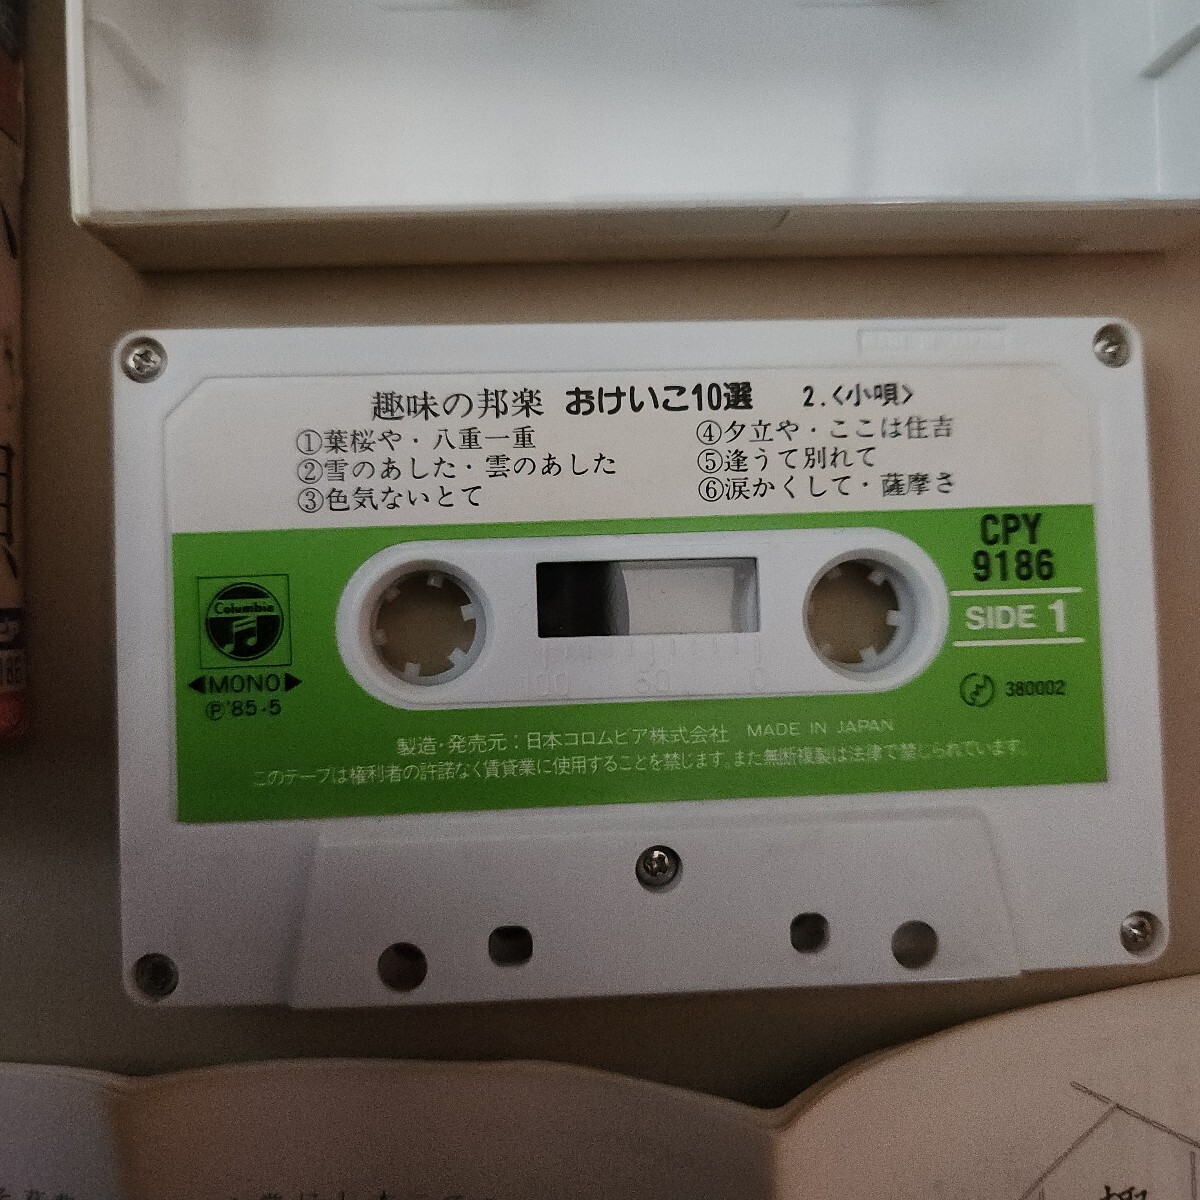 趣味の邦楽 おけいこ10選 2.〈小唄〉
①葉桜や・八重一重
②雪のあした・雲のあした
③色気ないとて
④夕立や・ここは住吉
⑤逢うて別れて
⑥涙かくして・薩摩さ
CPY
9186
SIDE 1
Columbia
◀MONO▶
Ⓟ'85・5
380002
100 50 0
製造・発売元：日本コロムビア株式会社 MADE IN JAPAN
このテープは権利者の許諾なく賃貸業に使用することを禁じます。また無断複製は法律で禁じられています。